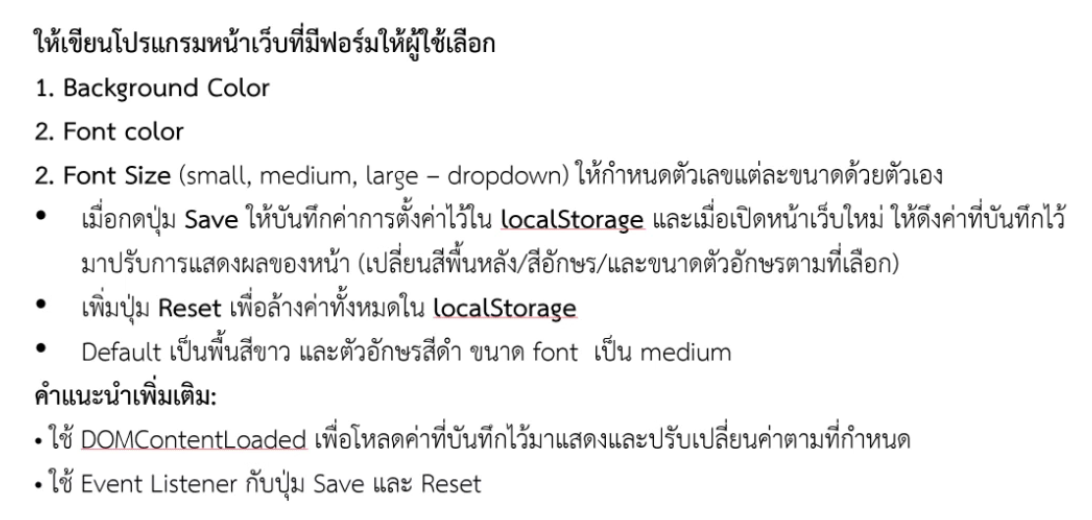 ให้เขียนโปรแกรมหน้าเว็บที่มีฟอร์มให้ผู้ใช้เลือก
1. Background Color
2. Font color
2. Font Size (small, medium, large – dropdown) ให้กำหนดตัวเลขแต่ละขนาดด้วยตัวเอง
• เมื่อกดปุ่ม Save ให้บันทึกค่าการตั้งค่าไว้ใน localStorage และเมื่อเปิดหน้าเว็บใหม่ ให้ดึงค่าที่บันทึกไว้
มาปรับการแสดงผลของหน้า (เปลี่ยนสีพื้นหลัง/สีอักษร/และขนาดตัวอักษรตามที่เลือก)
• เพิ่มปุ่ม Reset เพื่อล้างค่าทั้งหมดใน localStorage
• Default เป็นพื้นสีขาว และตัวอักษรสีดำ ขนาด font เป็น medium
คำแนะนำเพิ่มเติม:
• ใช้ DOMContentLoaded เพื่อโหลดค่าที่บันทึกไว้มาแสดงและปรับเปลี่ยนค่าตามที่กำหนด
• ใช้ Event Listener กับปุ่ม Save และ Reset